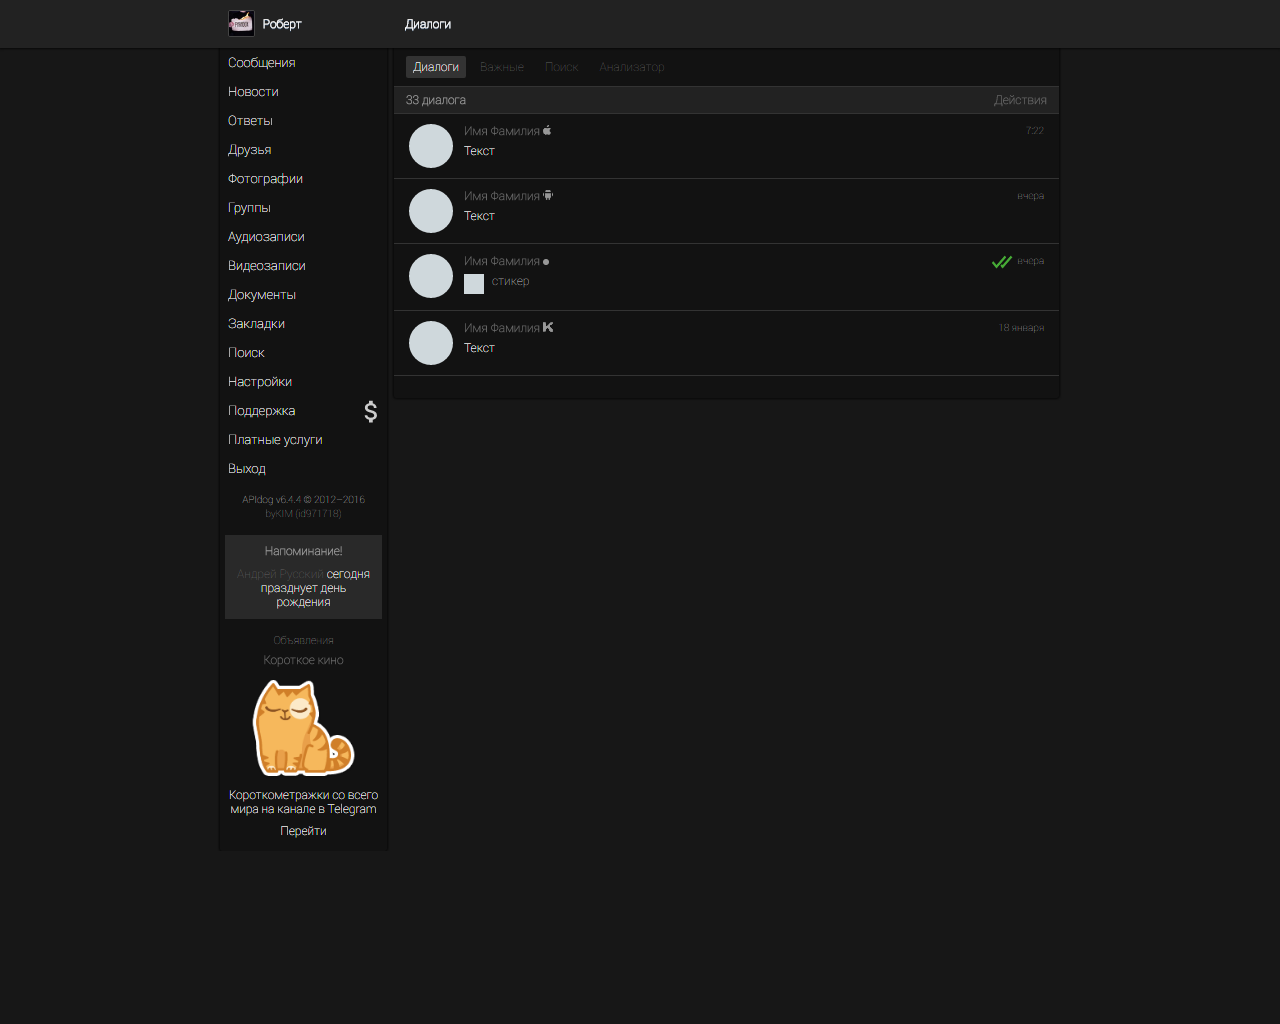 Роберт
Диалоги
Сообщения
Новости
Ответы
Друзья
Фотографии
Группы
Аудиозаписи
Видеозаписи
Документы
Закладки
Поиск
Настройки
Поддержка
$
Платные услуги
Выход
APIdog v6.4.4 © 2012–2016
byKIM (id971718)
Напоминание!
Андрей Русский сегодня
празднует день
рождения
Объявления
Короткое кино
Короткометражки со всего
мира на канале в Telegram
Перейти
Диалоги Важные Поиск Анализатор
33 диалога Действия
Имя Фамилия 7:22
Текст
Имя Фамилия вчера
Текст
Имя Фамилия вчера
стикер
Имя Фамилия 18 января
Текст